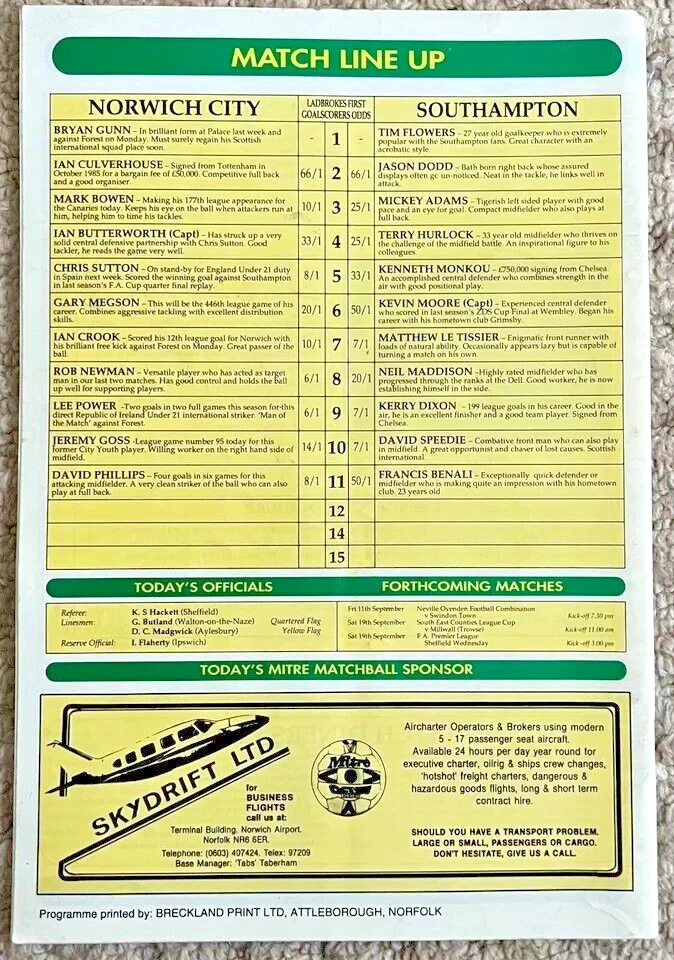 MATCH LINE UP
NORWICH CITY
LADBROKES FIRST
GOALSCORERS ODDS
SOUTHAMPTON
BRYAN GUNN – In brilliant form at Palace last week and
against Forest on Monday. Must surely regain his Scottish
international squad place soon.
- 1 -
TIM FLOWERS – 27 year old goalkeeper who is extremely
popular with the Southampton fans. Great character with an
acrobatic style.
IAN CULVERHOUSE – Signed from Tottenham in
October 1985 for a bargain fee of £50,000. Competitive full back
and a good organiser
66/1 2 66/1
JASON DODD – Bath born right back whose assured
displays often go un-noticed. Neat in the tackle, he links well in
attack.
MARK BOWEN – Making his 177th league appearance for
the Canaries today. Keeps his eye on the ball when attackers run at
him, helping him to time his tackles.
10/1 3 25/1
MICKEY ADAMS – Tigerish left sided player with good
pace and an eye for goal. Compact midfielder who also plays at
full back.
IAN BUTTERWORTH (Capt) – Has struck up a very
solid central defensive partnership with Chris Sutton. Good
tackler, he reads the game very well.
33/1 4 25/1
TERRY HURLOCK – 33 year old midfielder who thrives on
the challenge of the midfield battle. An inspirational figure to his
colleagues.
CHRIS SUTTON – On stand-by for England Under 21 duty
in Spain next week. Scored the winning goal against Southampton
in last season's F.A. Cup quarter final replay.
8/1 5 33/1
KENNETH MONKOU – £750,000 signing from Chelsea.
An accomplished central defender who combines strength in the
air with good positional play.
GARY MEGSON – This will be the 446th league game of his
career. Combines aggressive tackling with excellent distribution
skills.
20/1 6 50/1
KEVIN MOORE (Capt) – Experienced central defender
who scored in last season's ZDS Cup Final at Wembley. Began his
career with his hometown club Grimsby.
IAN CROOK – Scored his 12th league goal for Norwich with
his brilliant free kick against Forest on Monday. Great passer of the
ball.
10/1 7 7/1
MATTHEW LE TISSIER – Enigmatic front runner with
loads of natural ability. Occasionally appears lazy but is capable of
turning a match on his own.
ROB NEWMAN – Versatile player who has acted as target
man in our last two matches. Has good control and holds the ball
up well for supporting players.
6/1 8 20/1
NEIL MADDISON –Highly rated midfielder who has
progressed through the ranks at the Dell. Good worker, he is now
establishing himself in the side.
LEE POWER –Two goals in two full games this season for this
direct Republic of Ireland Under 21 international striker. 'Man of
the Match' against Forest.
6/1 9 7/1
KERRY DIXON – 199 league goals in his career. Good in the
air, he is an excellent finisher and a good team player. Signed from
Chelsea.
JEREMY GOSS –League game number 95 today for this
former City Youth player. Willing worker on the right hand side of
midfield.
14/1 10 7/1
DAVID SPEEDIE – Combative front man who can also play
in midfield. A great opportunist and chaser of lost causes. Scottish
international.
DAVID PHILLIPS – Four goals in six games for this
attacking midfielder. A very clean striker of the ball who can also
play at full back.
8/1 11 50/1
FRANCIS BENALI – Exceptionally quick defender or
midfielder who is making quite an impression with his hometown
club. 23 years old
12
14
15
TODAY'S OFFICIALS
Referee: K. S Hackett (Sheffield)
Linesmen: G. Butland (Walton-on-the-Naze) Quartered Flag
D. C. Madgwick (Aylesbury) Yellow Flag
Reserve Official: I. Flaherty (Ipswich)
FORTHCOMING MATCHES
Fri 11th September Neville Ovenden Football Combination
v Swindon Town Kick-off 7.30 pm
Sat 19th September South East Counties League Cup
v Millwall (Trowse) Kick-off 11.00 am
Sat 19th September F. A. Premier League
Sheffield Wednesday Kick-off 3.00 pm
TODAY'S MITRE MATCHBALL SPONSOR
SKYDRIFT LTD
for
BUSINESS
FLIGHTS
call us at:
Terminal Building. Norwich Airport.
Norfolk NR6 6ER.
Telephone: (0603) 407424, Telex: 97209
Base Manager: 'Tabs' Taberham
Mitre
Aircharter Operators & Brokers using modern
5 - 17 passenger seat aircraft.
Available 24 hours per day year round for
executive charter, oilrig & ships crew changes,
'hotshot' freight charters, dangerous &
hazardous goods flights, long & short term
contract hire.
SHOULD YOU HAVE A TRANSPORT PROBLEM.
LARGE OR SMALL, PASSENGERS OR CARGO.
DON'T HESITATE, GIVE US A CALL.
Programme printed by: BRECKLAND PRINT LTD, ATTLEBOROUGH, NORFOLK